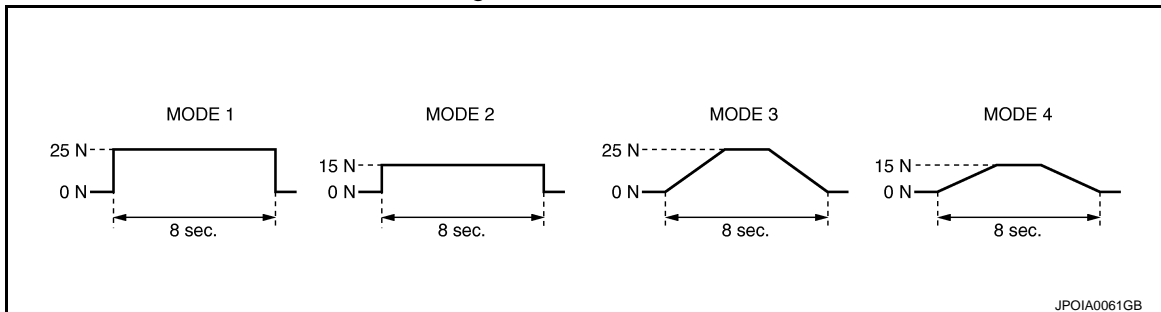 MODE 1
MODE 2
MODE 3
MODE 4
25 N
0 N
8 sec.
15 N
0 N
8 sec.
25 N
0 N
8 sec.
15 N
0 N
8 sec.
JPOIA0061GB